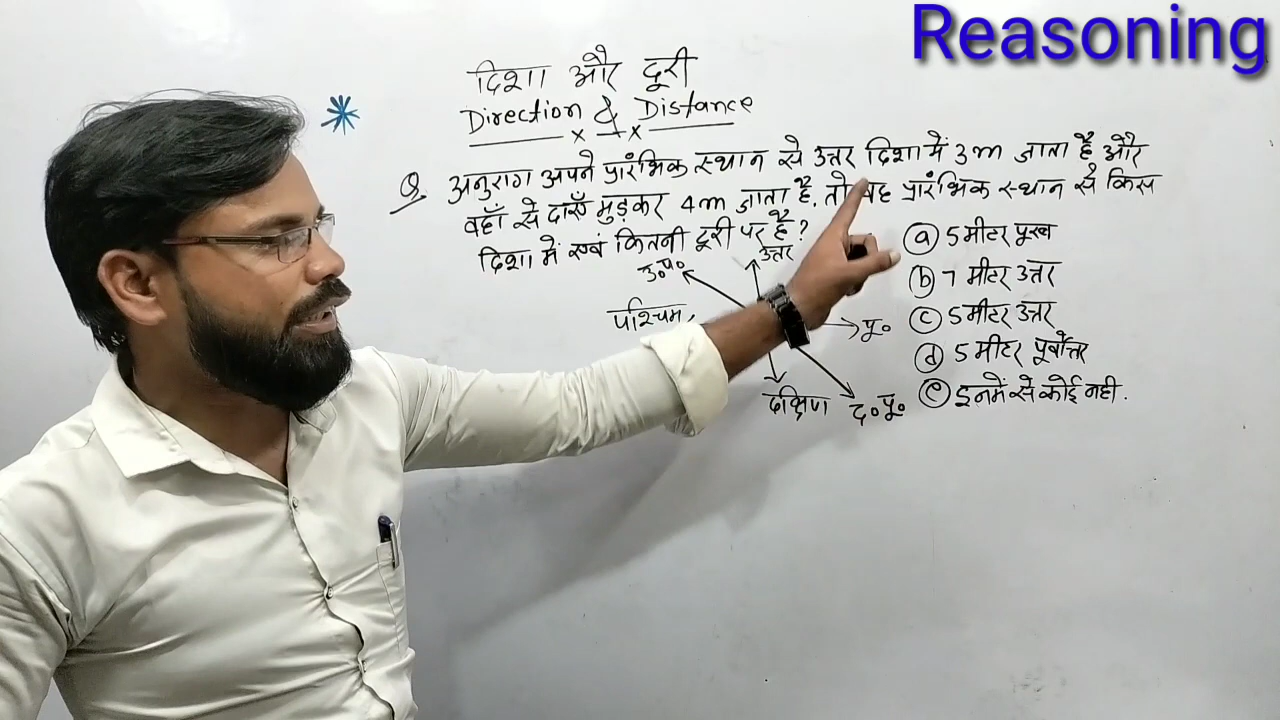 Reasoning
दिशा और दूरी
Direction & Distance
Q अनुराग अपने प्रारंभिक स्थान से उत्तर दिशा में 3m जाता है और
वहाँ से दाएँ मुड़कर 4m जाता है. तो वह प्रारंभिक स्थान से किस
दिशा में एवं कितनी दूरी पर है?
(a) 5 मीटर पूरब
(b) 7 मीटर उत्तर
(c) 5 मीटर उत्तर
(d) 5 मीटर पूर्वोत्तर
(e) इनमें से कोई नही.
उ०प०
उत्तर
पश्चिम
पू०
दक्षिण
द०पू०